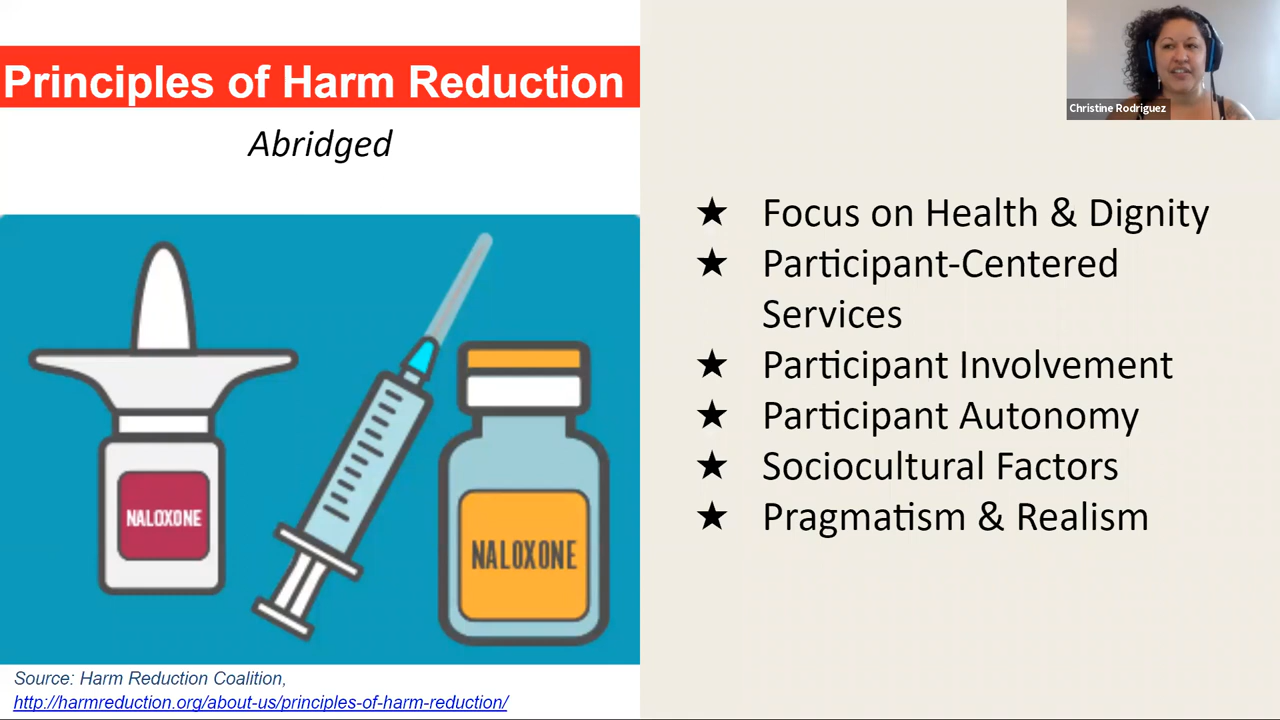 Principles of Harm Reduction
Abridged
NALOXONE
NALOXONE
Source: Harm Reduction Coalition,
http://harmreduction.org/about-us/principles-of-harm-reduction/
Christine Rodriguez
★ Focus on Health & Dignity
★ Participant-Centered
Services
★ Participant Involvement
★ Participant Autonomy
★ Sociocultural Factors
★ Pragmatism & Realism